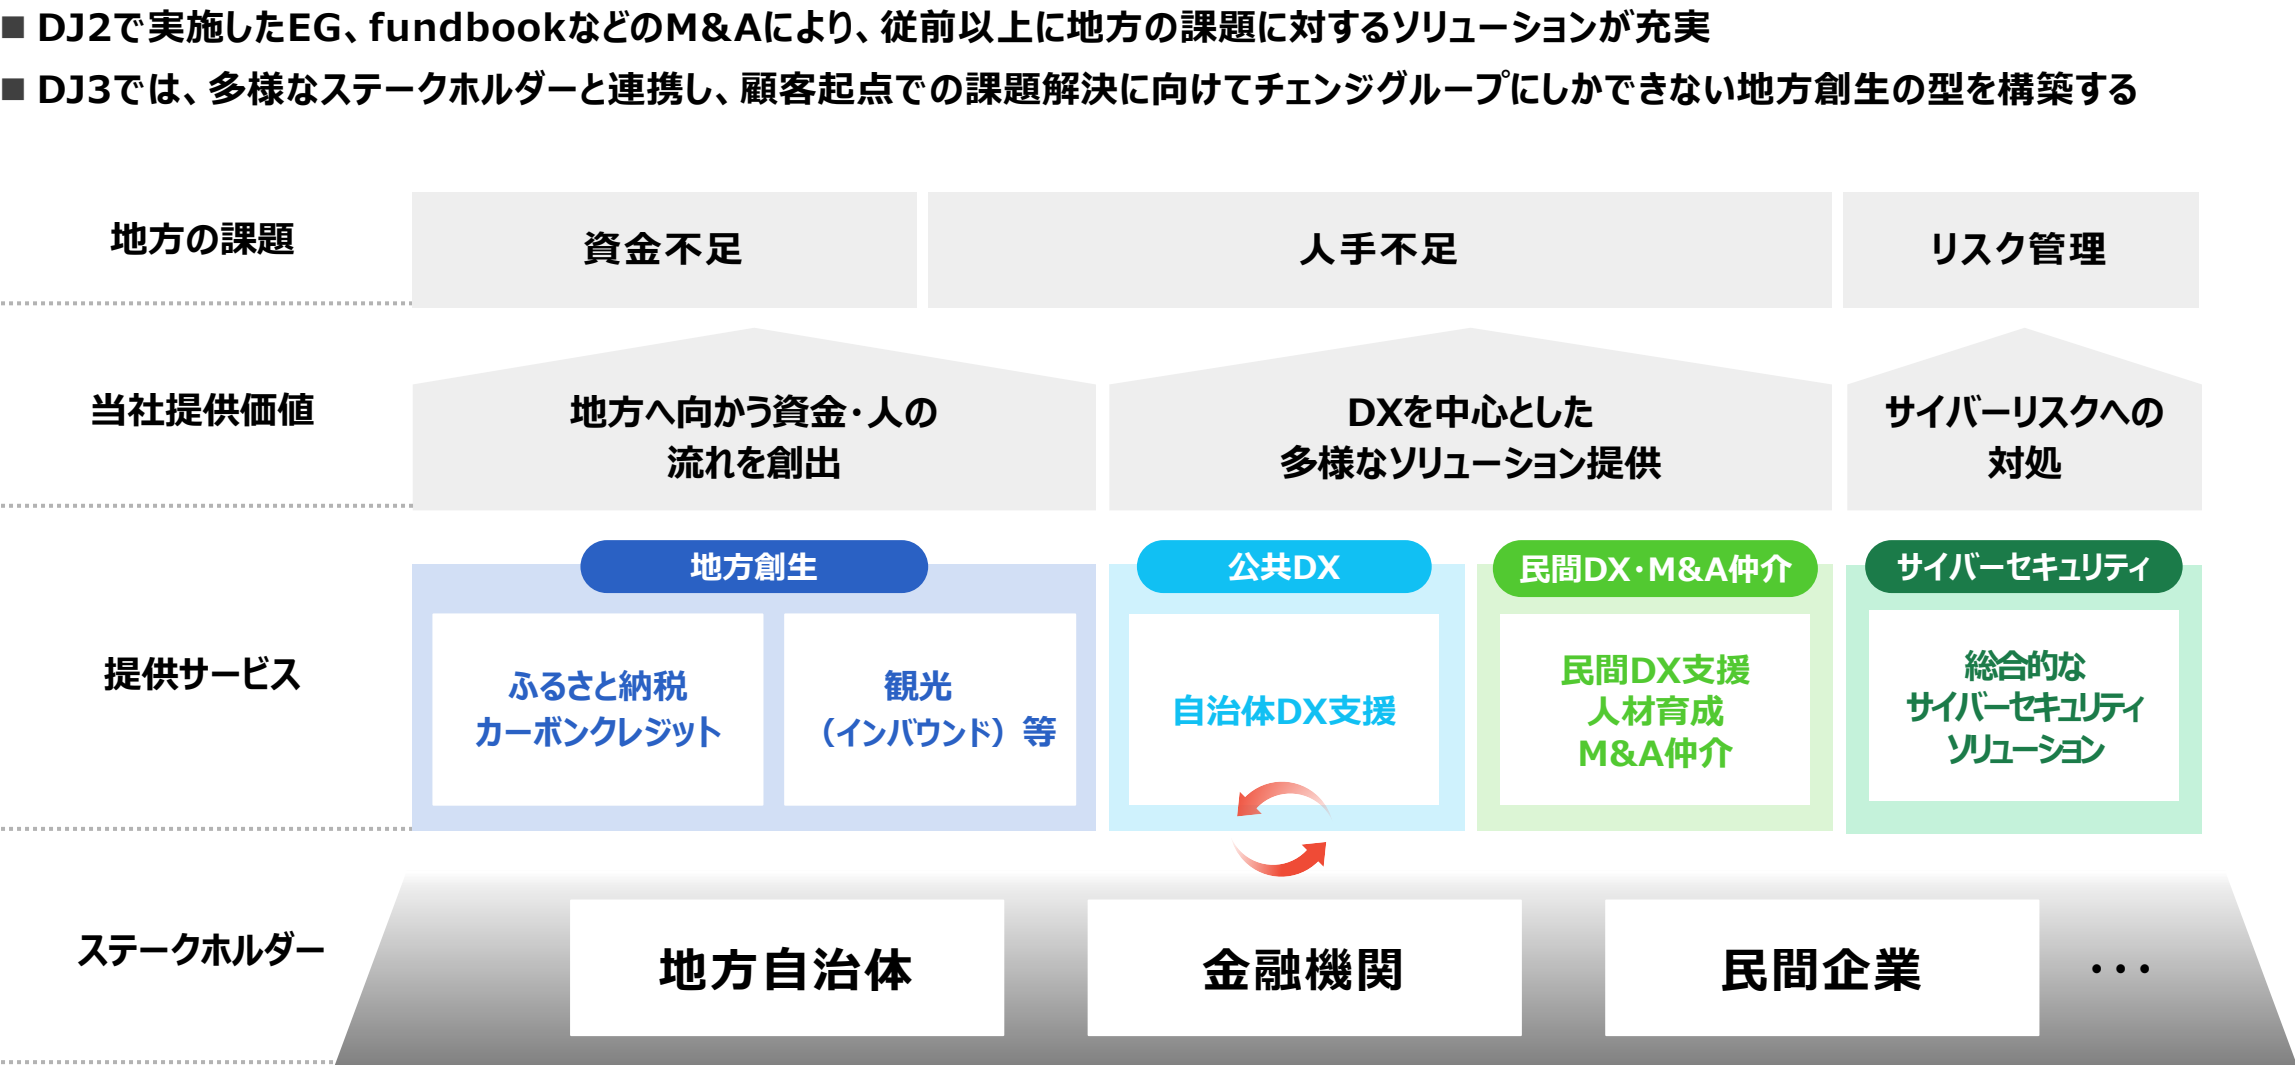 ■ DJ2で実施したEG、fundbookなどのM&Aにより、従前以上に地方の課題に対するソリューションが充実
■ DJ3では、多様なステークホルダーと連携し、顧客起点での課題解決に向けてチェンジグループにしかできない地方創生の型を構築する
地方の課題
資金不足
人手不足
リスク管理
当社提供価値
地方へ向かう資金・人の
流れを創出
DXを中心とした
多様なソリューション提供
サイバーリスクへの
対処
提供サービス
地方創生
ふるさと納税
カーボンクレジット
観光
（インバウンド）等
公共DX
自治体DX支援
民間DX・M&A仲介
民間DX支援
人材育成
M&A仲介
サイバーセキュリティ
総合的な
サイバーセキュリティ
ソリューション
ステークホルダー
地方自治体
金融機関
民間企業
・・・